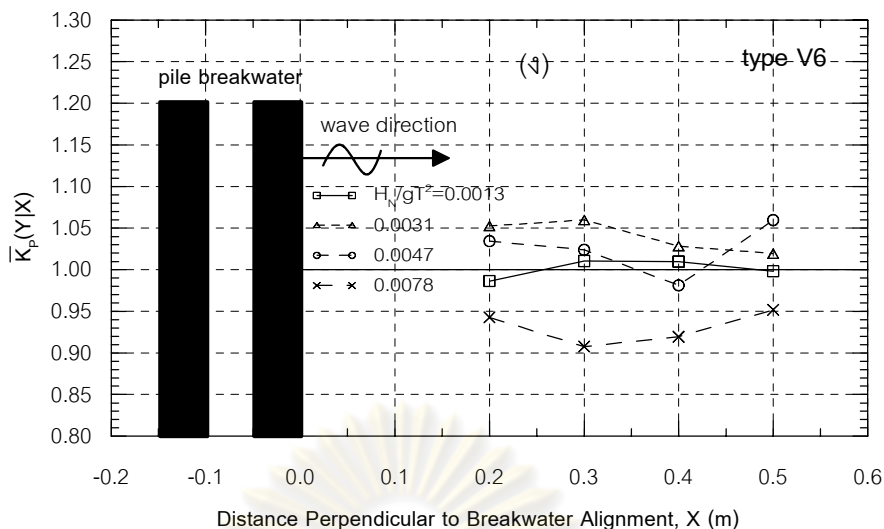 1.30
1.25
1.20
1.15
1.10
1.05
1.00
0.95
0.90
0.85
0.80
K̅P(Y|X)
type V6
pile breakwater
wave direction
HN/gT²=0.0013
0.0031
0.0047
0.0078
-0.2 -0.1 0.0 0.1 0.2 0.3 0.4 0.5 0.6
Distance Perpendicular to Breakwater Alignment, X (m)